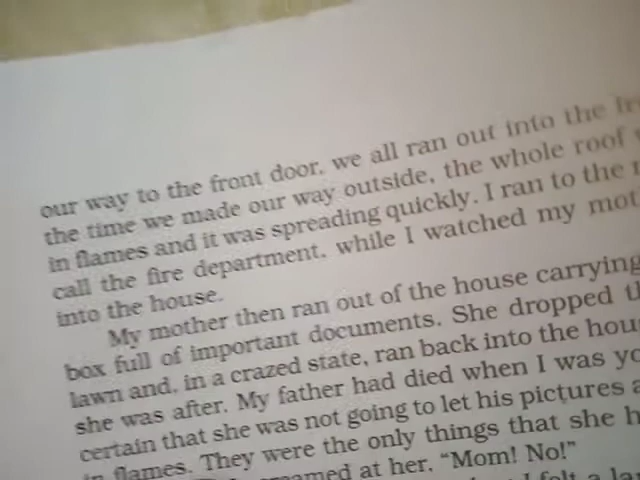 our way to the front door, we all ran out into the
the time we made our way outside, the whole roof
in flames and it was spreading quickly. I ran to the
call the fire department, while I watched my
into the house.
My mother then ran out of the house carrying
box full of important documents. She dropped
lawn and, in a crazed state, ran back into the
she was after. My father had died when I was
certain that she was not going to let his pictures
in flames. They were the only things that she
at her, "Mom! No!"
I felt a